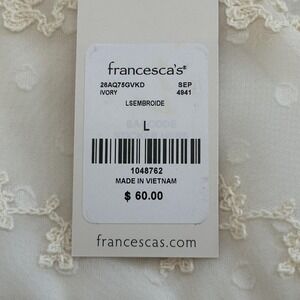 francesca's®
26AQ75GVKD SEP
IVORY 4941
LSEMBROIDE
L
1048762
MADE IN VIETNAM
$ 60.00
francescas.com